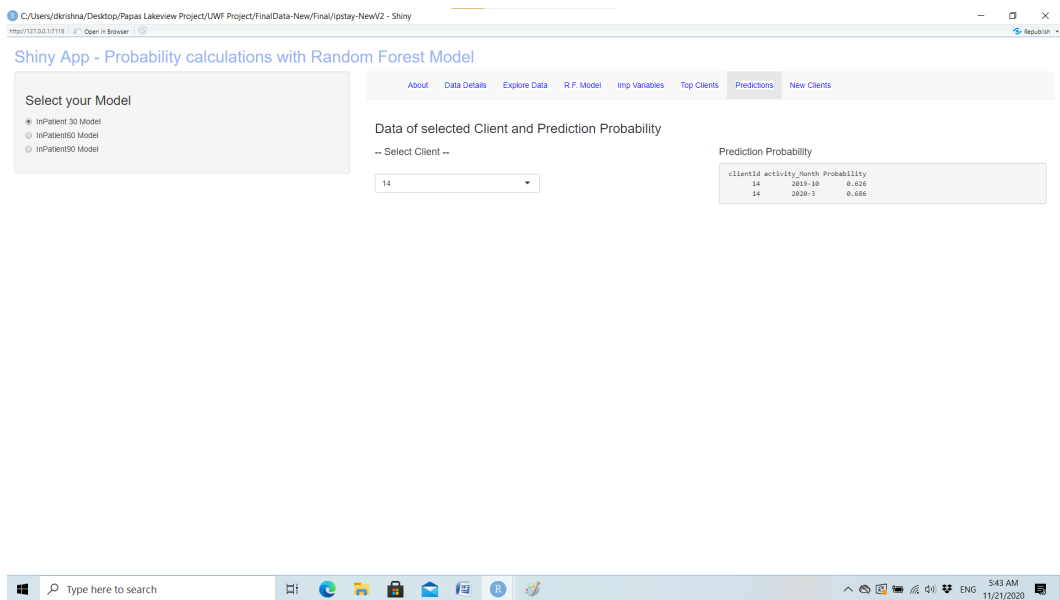 C:/Users/dkrishna/Desktop/Papas Lakeview Project/UWF Project/FinalData-New/Final/ipstay-NewV2 - Shiny
http://127.0.0.1:7118 Open in Browser
Republish
Shiny App - Probability calculations with Random Forest Model
Select your Model
InPatient 30 Model
InPatient60 Model
InPatient90 Model
About Data Details Explore Data R.F. Model Imp Variables Top Clients Predictions New Clients
Data of selected Client and Prediction Probability
-- Select Client --
14
Prediction Probability
clientId activity_Month Probability
14 2019-10 0.626
14 2020-3 0.686
Type here to search
ENG
5:43 AM
11/21/2020